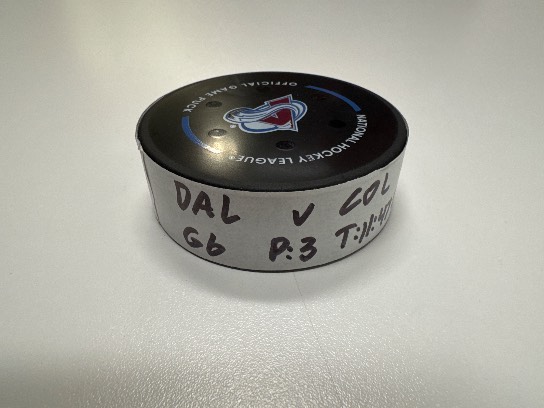 OFFICIAL GAME PUCK
NATIONAL HOCKEY LEAGUE®
DAL V COL
G6 P:3